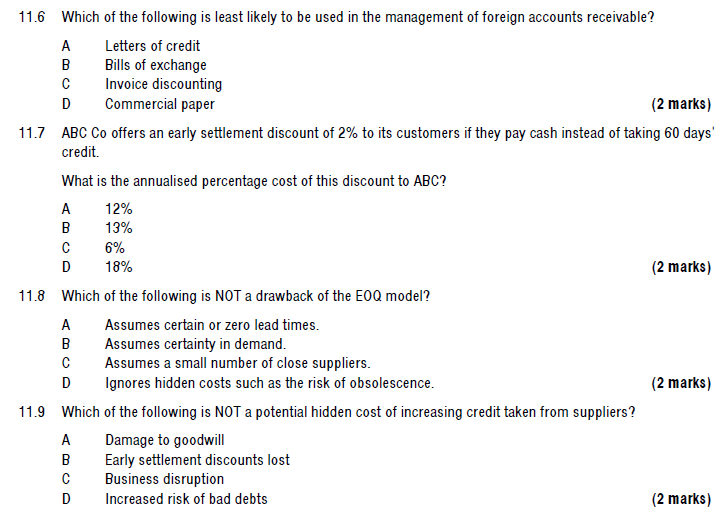 11.6 Which of the following is least likely to be used in the management of foreign accounts receivable?
A Letters of credit
B Bills of exchange
C Invoice discounting
D Commercial paper (2 marks)
11.7 ABC Co offers an early settlement discount of 2% to its customers if they pay cash instead of taking 60 days'
credit.
What is the annualised percentage cost of this discount to ABC?
A 12%
B 13%
C 6%
D 18% (2 marks)
11.8 Which of the following is NOT a drawback of the EOQ model?
A Assumes certain or zero lead times.
B Assumes certainty in demand.
C Assumes a small number of close suppliers.
D Ignores hidden costs such as the risk of obsolescence. (2 marks)
11.9 Which of the following is NOT a potential hidden cost of increasing credit taken from suppliers?
A Damage to goodwill
B Early settlement discounts lost
C Business disruption
D Increased risk of bad debts (2 marks)